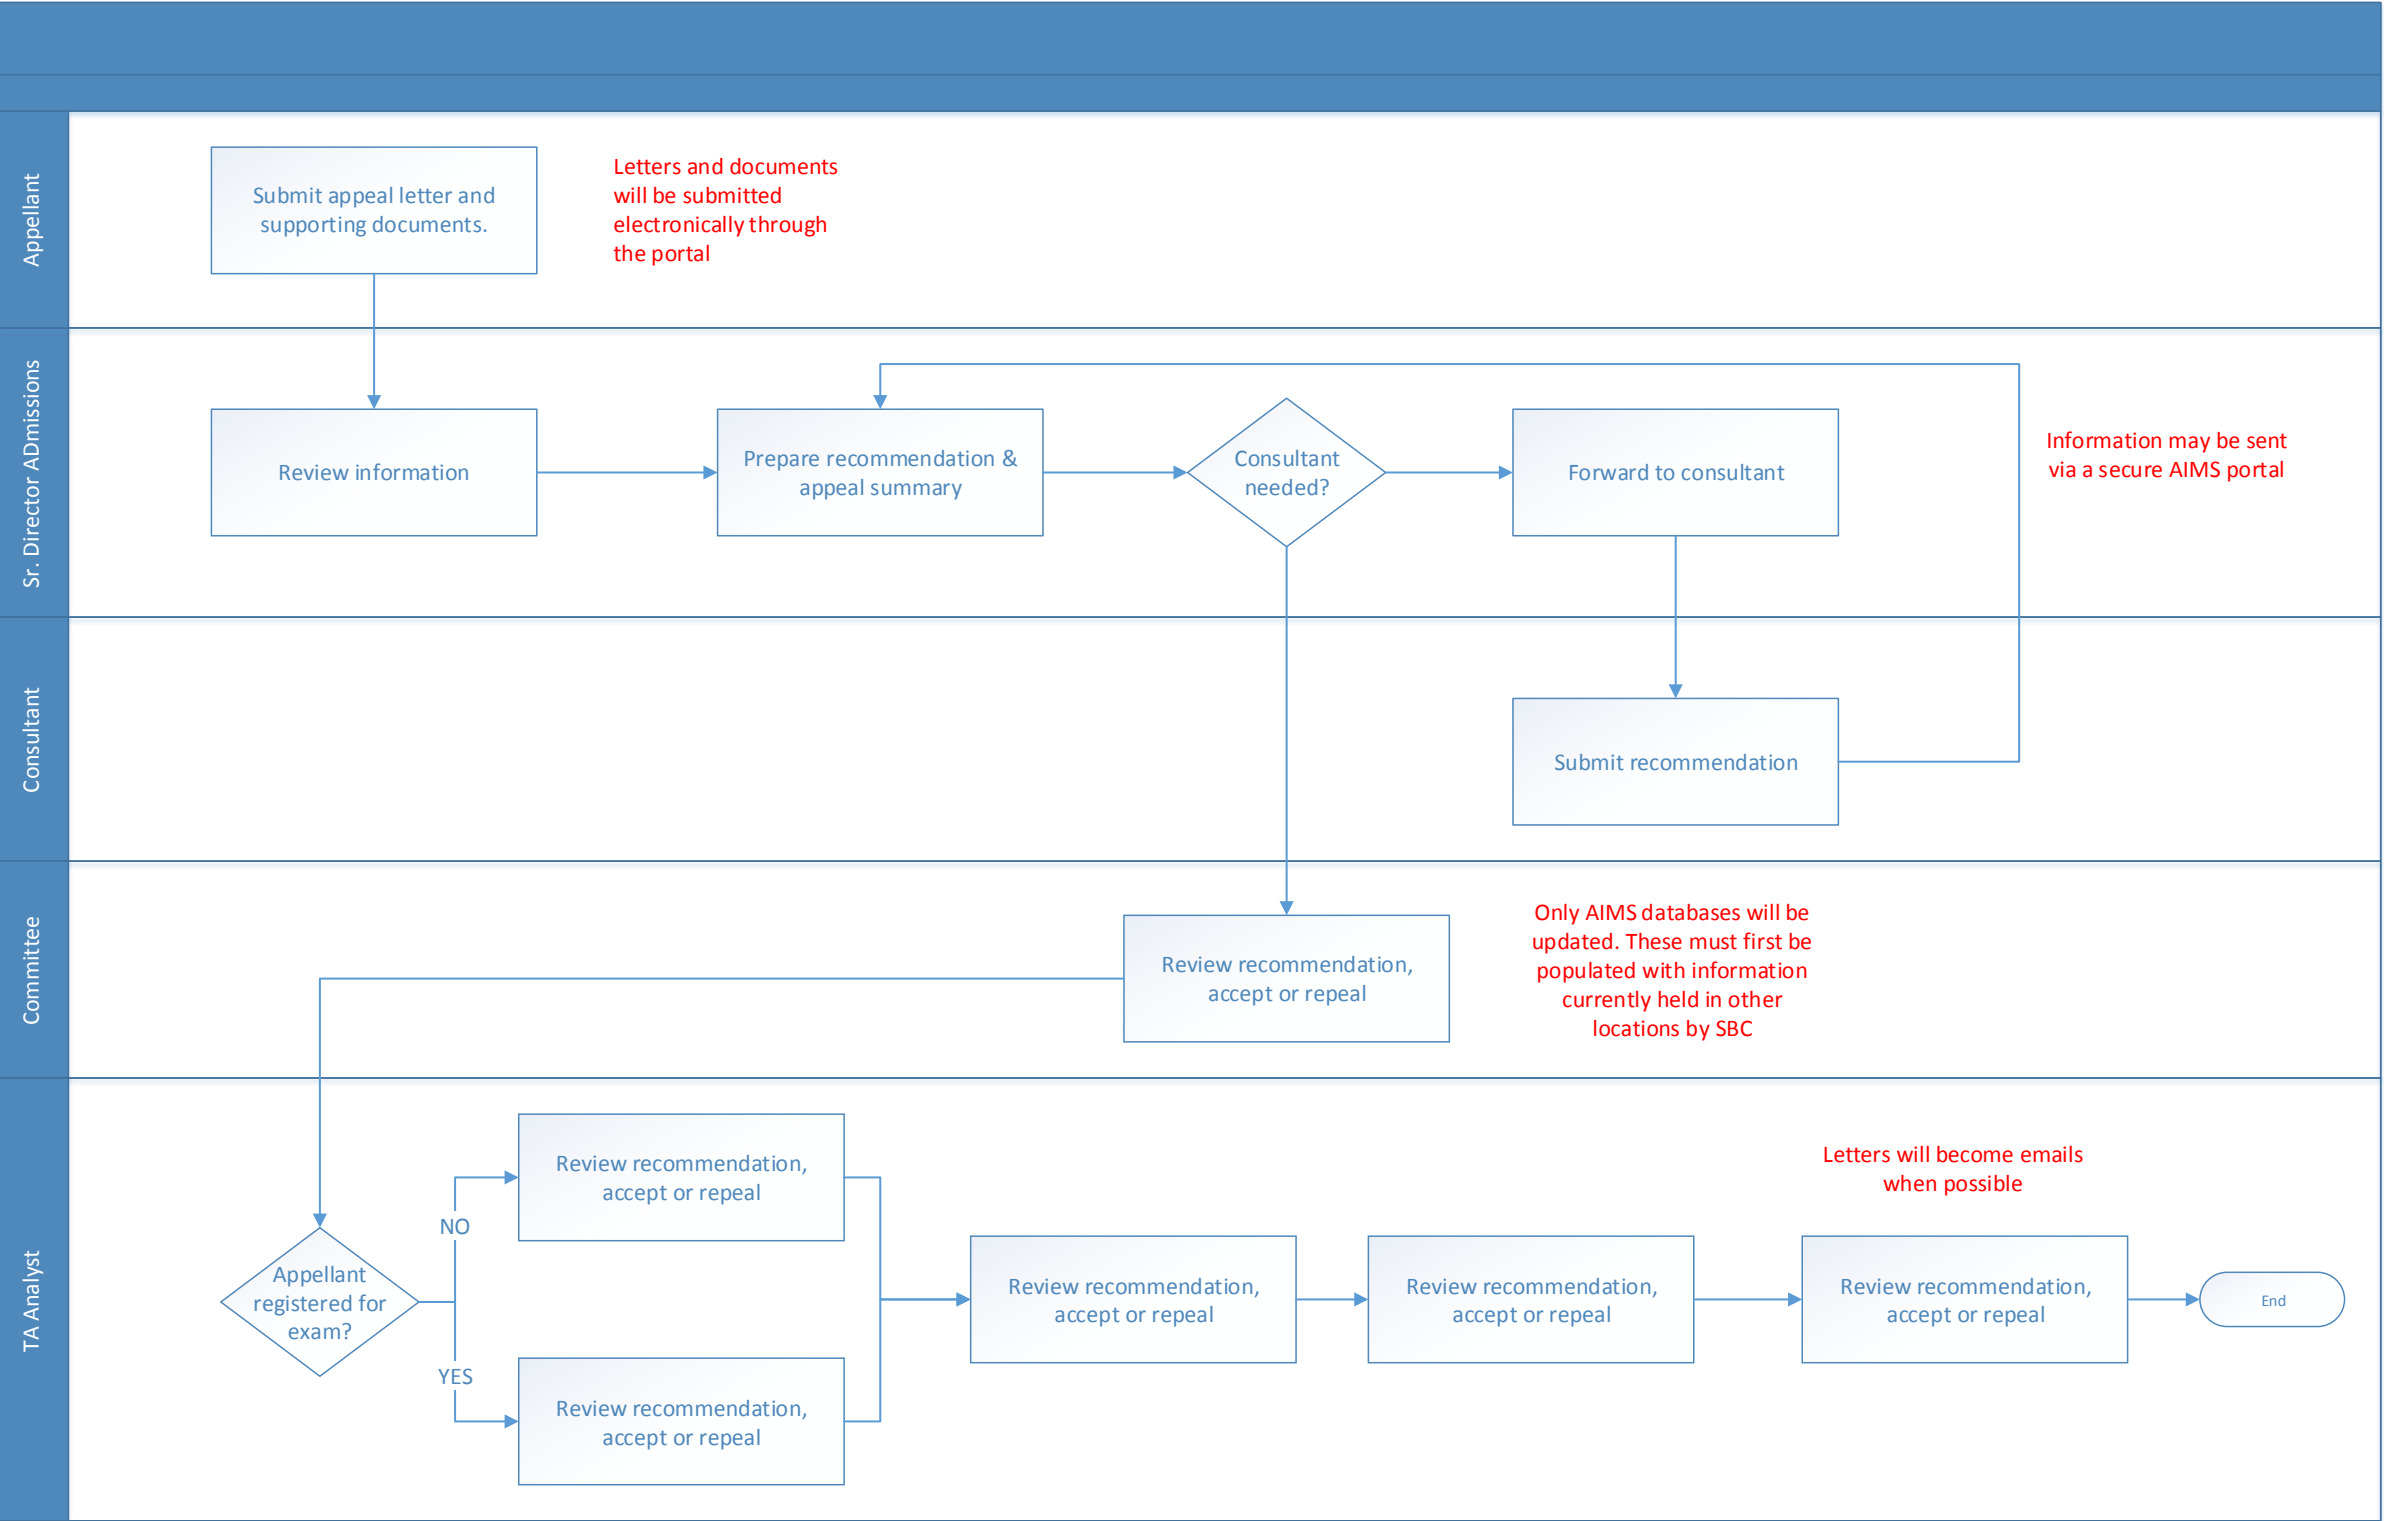 Appellant
Submit appeal letter and
supporting documents.
Letters and documents
will be submitted
electronically through
the portal
Sr. Director ADmissions
Review information
Prepare recommendation &
appeal summary
Consultant
needed?
Forward to consultant
Information may be sent
via a secure AIMS portal
Consultant
Submit recommendation
Committee
Review recommendation,
accept or repeal
Only AIMS databases will be
updated. These must first be
populated with information
currently held in other
locations by SBC
TA Analyst
Appellant
registered for
exam?
NO
YES
Review recommendation,
accept or repeal
Review recommendation,
accept or repeal
Review recommendation,
accept or repeal
Review recommendation,
accept or repeal
Letters will become emails
when possible
Review recommendation,
accept or repeal
End